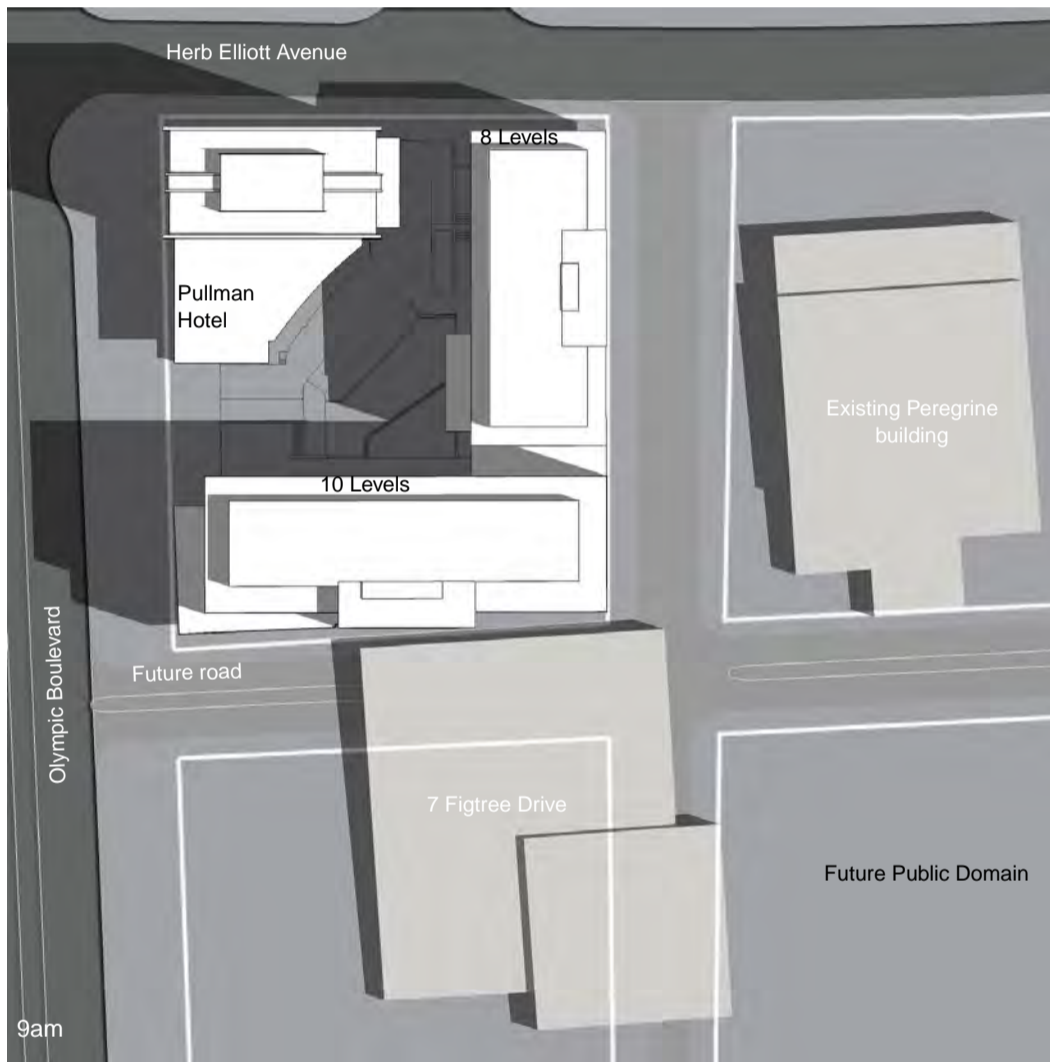 Herb Elliott Avenue
8 Levels
Pullman
Hotel
Existing Peregrine
building
10 Levels
Olympic Boulevard
Future road
7 Figtree Drive
Future Public Domain
9am